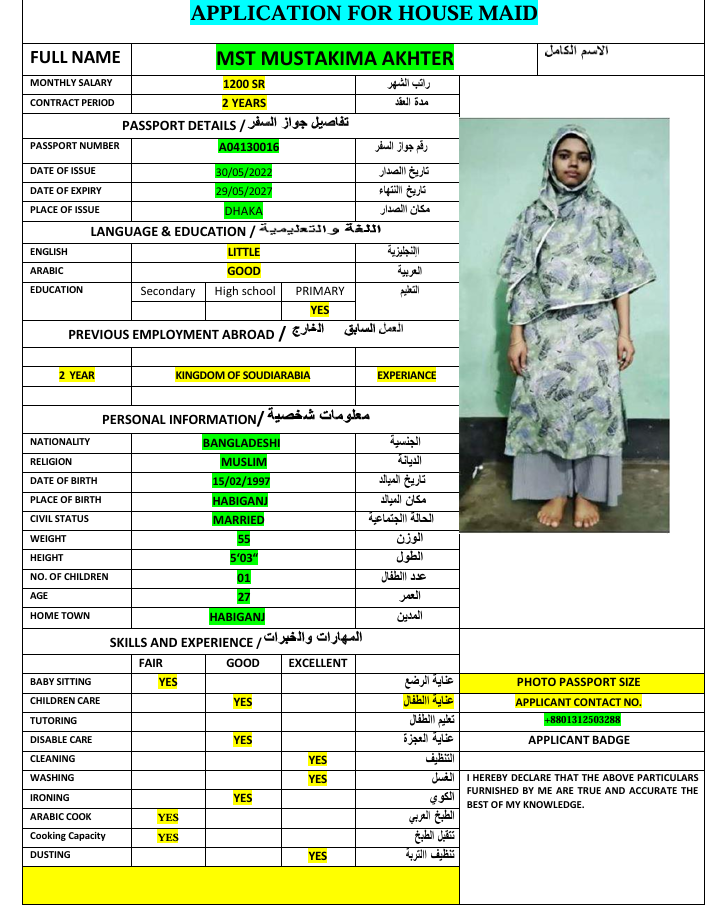 APPLICATION FOR HOUSE MAID
FULL NAME MST MUSTAKIMA AKHTER الاسم الكامل
MONTHLY SALARY 1200 SR راتب الشهر
CONTRACT PERIOD 2 YEARS مدة العقد
PASSPORT DETAILS / تفاصيل جواز السفر
PASSPORT NUMBER A04130016 رقم جواز السفر
DATE OF ISSUE 30/05/2022 تاريخ االصدار
DATE OF EXPIRY 29/05/2027 تاريخ االنتهاء
PLACE OF ISSUE DHAKA مكان االصدار
LANGUAGE & EDUCATION / اللغة والتعليمية
ENGLISH LITTLE اإلنجليزية
ARABIC GOOD العربية
EDUCATION Secondary High school PRIMARY التعليم
YES
PREVIOUS EMPLOYMENT ABROAD / العمل السابق الخارج
2 YEAR KINGDOM OF SOUDIARABIA EXPERIANCE
PERSONAL INFORMATION/ معلومات شخصية
NATIONALITY BANGLADESHI الجنسية
RELIGION MUSLIM الديانة
DATE OF BIRTH 15/02/1997 تاريخ الميالد
PLACE OF BIRTH HABIGANJ مكان الميالد
CIVIL STATUS MARRIED الحالة االجتماعية
WEIGHT 55 الوزن
HEIGHT 5‘03” الطول
NO. OF CHILDREN 01 عدد االطفال
AGE 27 العمر
HOME TOWN HABIGANJ المدين
SKILLS AND EXPERIENCE / المهارات والخبرات
FAIR GOOD EXCELLENT
BABY SITTING YES عناية الرضع
CHILDREN CARE YES عناية االطفال
TUTORING تعليم االطفال
DISABLE CARE YES عناية العجزة
CLEANING YES التنظيف
WASHING YES الغسل
IRONING YES الكوي
ARABIC COOK YES الطبخ العربي
Cooking Capacity YES تتقبل الطبخ
DUSTING YES تنظيف االتربة
PHOTO PASSPORT SIZE
APPLICANT CONTACT NO.
+8801312503288
APPLICANT BADGE
I HEREBY DECLARE THAT THE ABOVE PARTICULARS
FURNISHED BY ME ARE TRUE AND ACCURATE THE
BEST OF MY KNOWLEDGE.